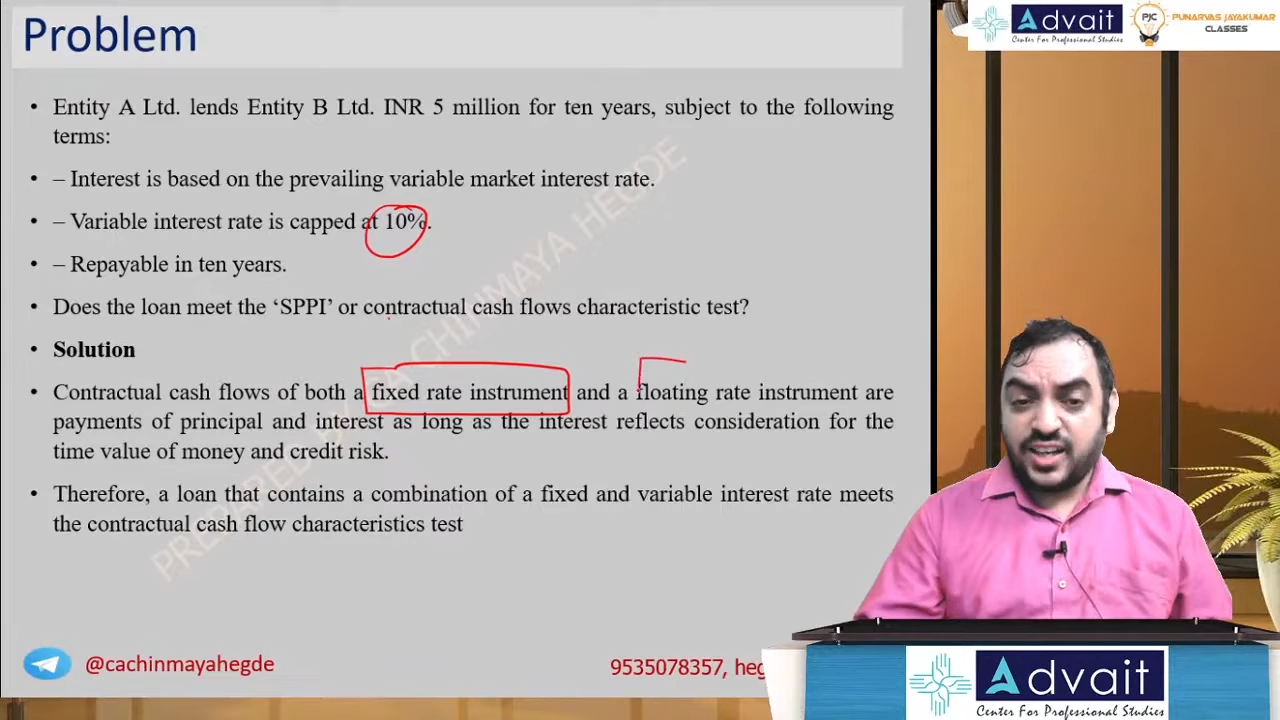 Problem
Advait
Center For Professional Studies
PJC
PUNARVAS JAYAKUMAR
CLASSES
• Entity A Ltd. lends Entity B Ltd. INR 5 million for ten years, subject to the following
terms:
• – Interest is based on the prevailing variable market interest rate.
• – Variable interest rate is capped at 10%.
• – Repayable in ten years.
• Does the loan meet the ‘SPPI’ or contractual cash flows characteristic test?
• Solution
• Contractual cash flows of both a fixed rate instrument and a floating rate instrument are
payments of principal and interest as long as the interest reflects consideration for the
time value of money and credit risk.
• Therefore, a loan that contains a combination of a fixed and variable interest rate meets
the contractual cash flow characteristics test
PREPARED BY CA CHINMAYA HEGDE
@cachinmayahegde
9535078357, heg
Advait
Center For Professional Studies